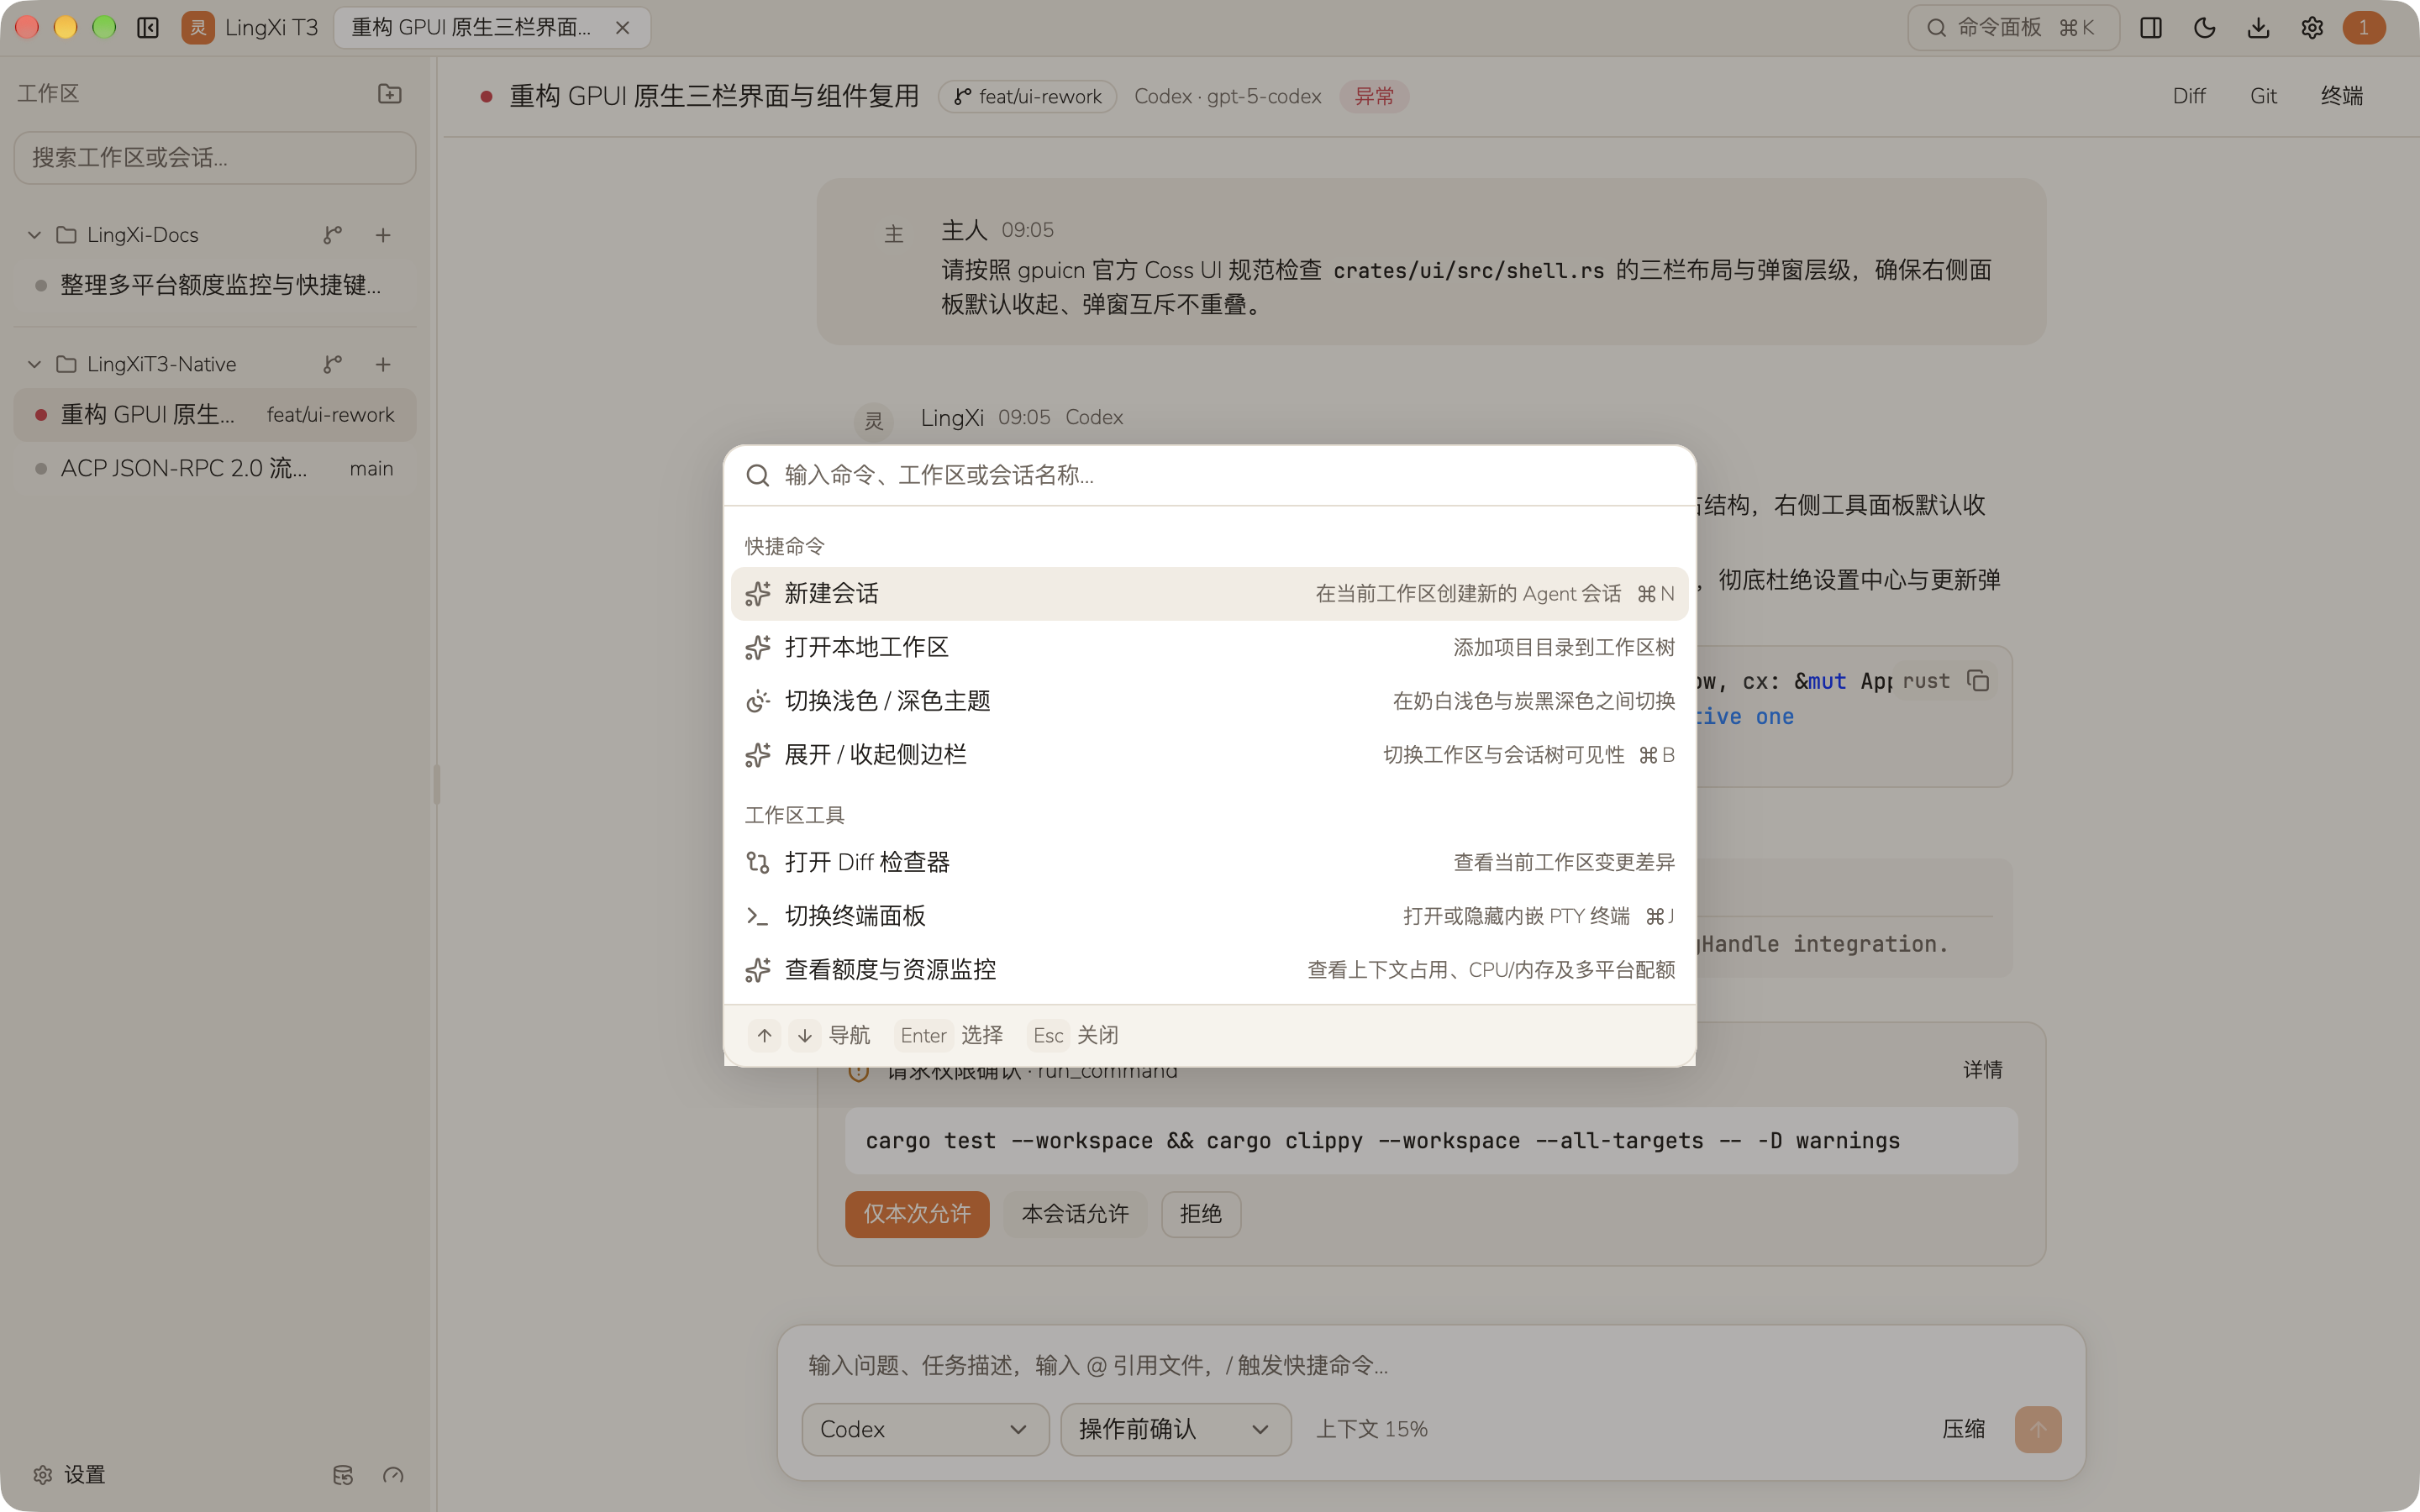 灵 LingXi T3 重构 GPUI 原生三栏界面... 命令面板 ⌘K 1
工作区
搜索工作区或会话...
LingXi-Docs
整理多平台额度监控与快捷键...
LingXiT3-Native
重构 GPUI 原生... feat/ui-rework
ACP JSON-RPC 2.0 流... main
设置
重构 GPUI 原生三栏界面与组件复用 feat/ui-rework Codex · gpt-5-codex 异常 Diff Git 终端
主 主人 09:05
请按照 gpuicn 官方 Coss UI 规范检查 crates/ui/src/shell.rs 的三栏布局与弹窗层级，确保右侧面
板默认收起、弹窗互斥不重叠。
灵 LingXi 09:05 Codex
结构，右侧工具面板默认收
，彻底杜绝设置中心与更新弹
cx: &mut App rust
one
Handle integration.
输入命令、工作区或会话名称...
快捷命令
新建会话 在当前工作区创建新的 Agent 会话 ⌘N
打开本地工作区 添加项目目录到工作区树
切换浅色 / 深色主题 在奶白浅色与炭黑深色之间切换
展开 / 收起侧边栏 切换工作区与会话树可见性 ⌘B
工作区工具
打开 Diff 检查器 查看当前工作区变更差异
切换终端面板 打开或隐藏内嵌 PTY 终端 ⌘J
查看额度与资源监控 查看上下文占用、CPU/内存及多平台配额
↑ ↓ 导航 Enter 选择 Esc 关闭
请求权限确认 · run_command 详情
cargo test --workspace && cargo clippy --workspace --all-targets -- -D warnings
仅本次允许 本会话允许 拒绝
输入问题、任务描述，输入 @ 引用文件，/ 触发快捷命令...
Codex 操作前确认 上下文 15% 压缩